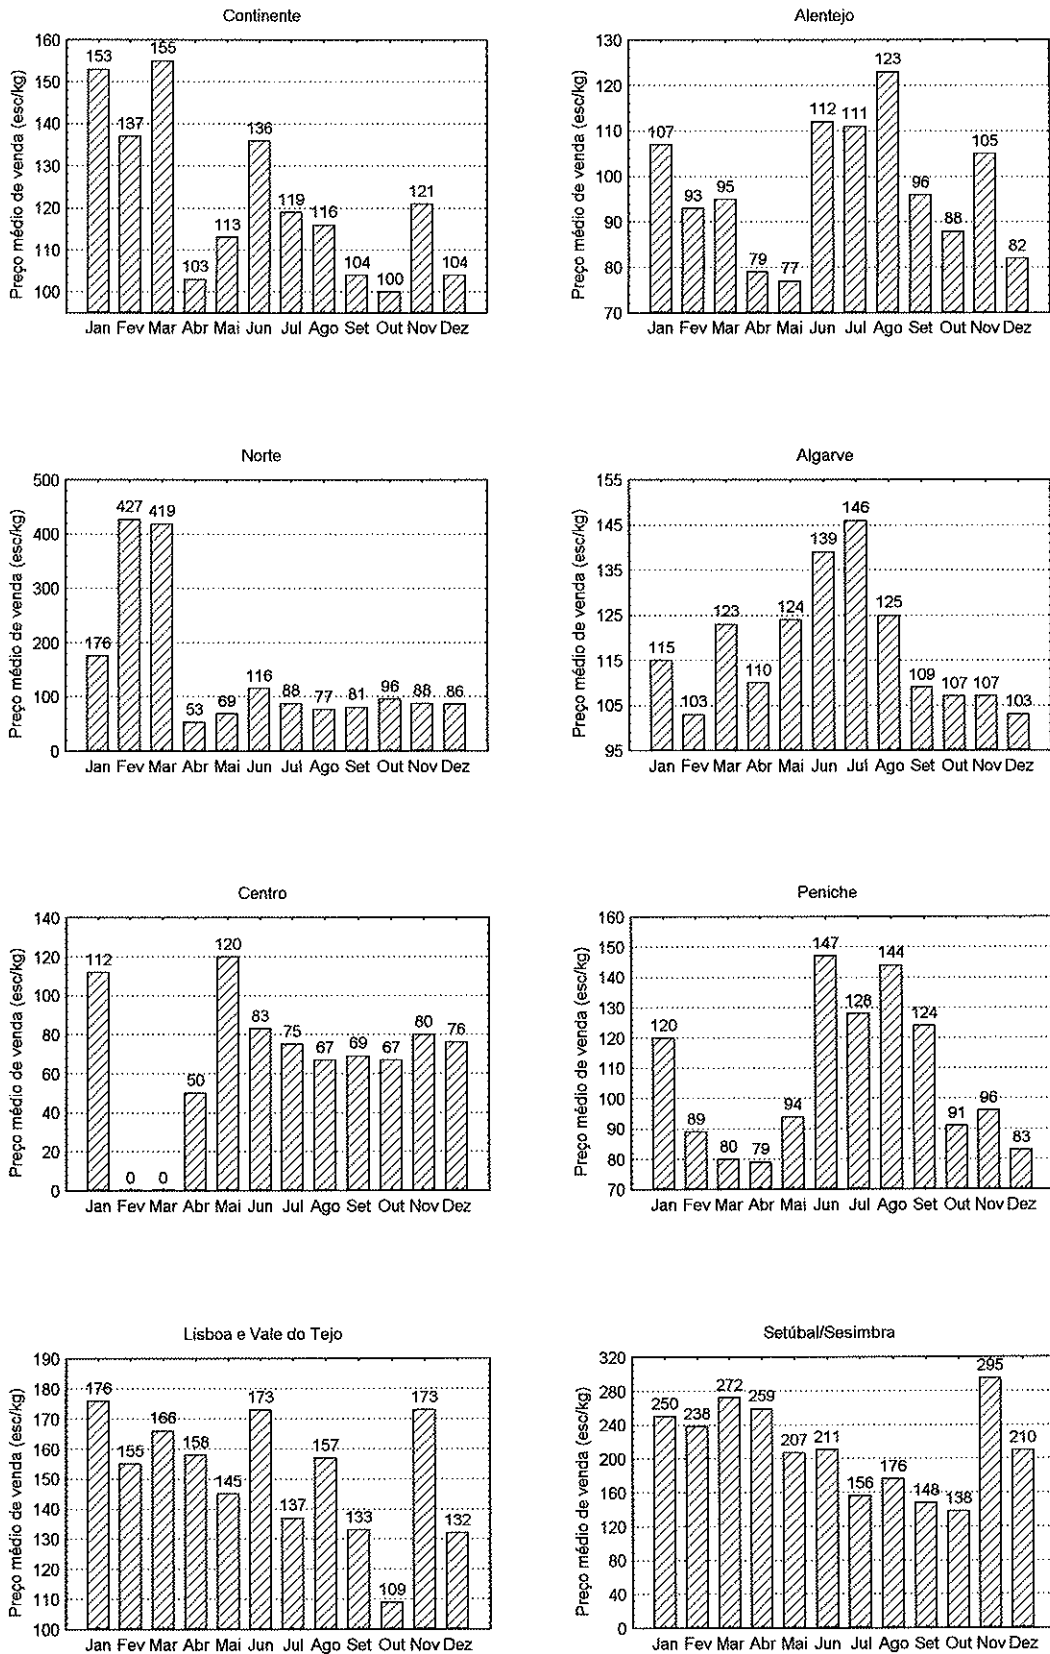 Continente
Preço médio de venda (esc/kg)
160
150
140
130
120
110
100
153 137 155 103 113 136 119 116 104 100 121 104
Jan Fev Mar Abr Mai Jun Jul Ago Set Out Nov Dez
Alentejo
Preço médio de venda (esc/kg)
130
120
110
100
90
80
70
107 93 95 79 77 112 111 123 96 88 105 82
Jan Fev Mar Abr Mai Jun Jul Ago Set Out Nov Dez
Norte
Preço médio de venda (esc/kg)
500
400
300
200
100
0
176 427 419 53 69 116 88 77 81 96 88 86
Jan Fev Mar Abr Mai Jun Jul Ago Set Out Nov Dez
Algarve
Preço médio de venda (esc/kg)
155
145
135
125
115
105
95
115 103 123 110 124 139 146 125 109 107 107 103
Jan Fev Mar Abr Mai Jun Jul Ago Set Out Nov Dez
Centro
Preço médio de venda (esc/kg)
140
120
100
80
60
40
20
0
112 0 0 50 120 83 75 67 69 67 80 76
Jan Fev Mar Abr Mai Jun Jul Ago Set Out Nov Dez
Peniche
Preço médio de venda (esc/kg)
160
150
140
130
120
110
100
90
80
70
120 89 80 79 94 147 128 144 124 91 96 83
Jan Fev Mar Abr Mai Jun Jul Ago Set Out Nov Dez
Lisboa e Vale do Tejo
Preço médio de venda (esc/kg)
190
180
170
160
150
140
130
120
110
100
176 155 166 158 145 173 137 157 133 109 173 132
Jan Fev Mar Abr Mai Jun Jul Ago Set Out Nov Dez
Setúbal/Sesimbra
Preço médio de venda (esc/kg)
320
280
240
200
160
120
80
40
0
250 238 272 259 207 211 156 176 148 138 295 210
Jan Fev Mar Abr Mai Jun Jul Ago Set Out Nov Dez